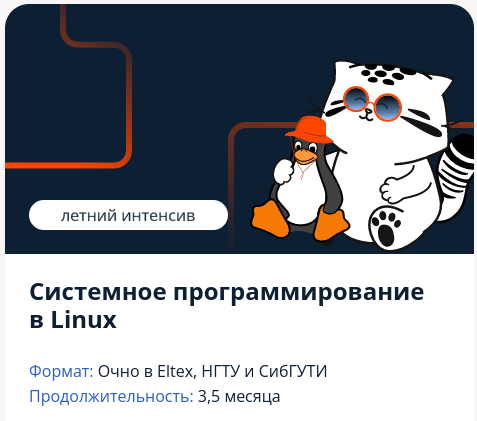 летний интенсив
Системное программирование
в Linux
Формат: Очно в Eltex, НГТУ и СибГУТИ
Продолжительность: 3,5 месяца